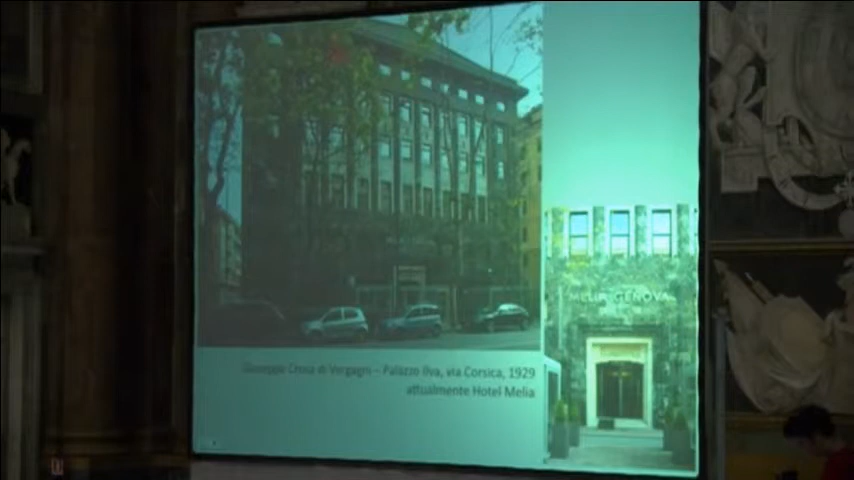 MELIA GENOVA
Giuseppe Crosa di Vergagni – Palazzo Ilva, via Corsica, 1929
attualmente Hotel Melia